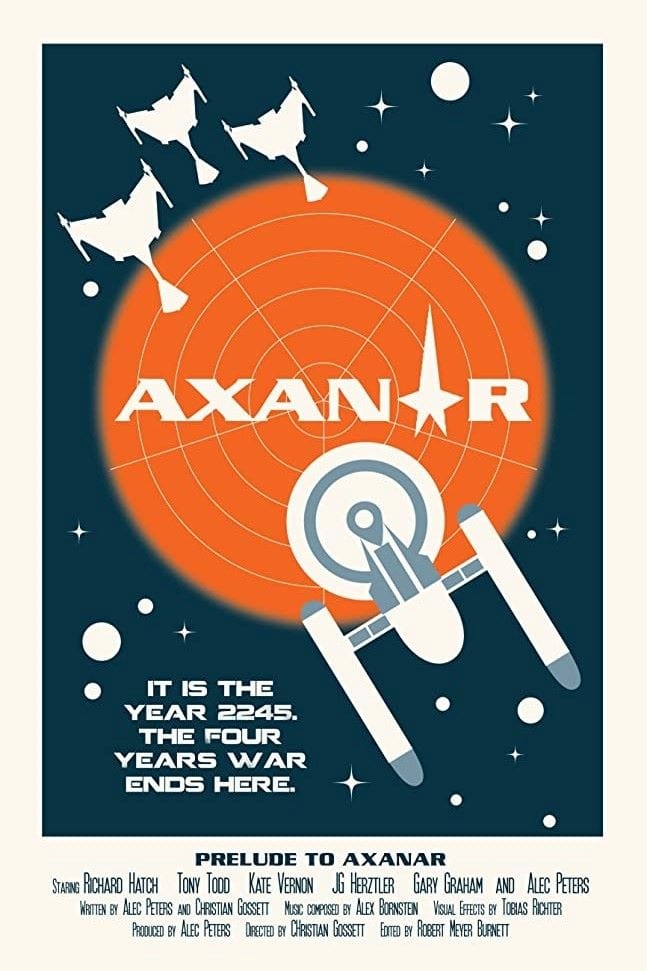 AXANAR
IT IS THE
YEAR 2245.
THE FOUR
YEARS WAR
ENDS HERE.
PRELUDE TO AXANAR
STARING RICHARD HATCH TONY TODD KATE VERNON JG HERZTLER GARY GRAHAM AND ALEC PETERS
WRITTEN BY ALEC PETERS AND CHRISTIAN GOSSETT MUSIC COMPOSED BY ALEX BORNSTEIN VISUAL EFFECTS BY TOBIAS RICHTER
PRODUCED BY ALEC PETERS DIRECTED BY CHRISTIAN GOSSETT EDITED BY ROBERT MEYER BURNETT